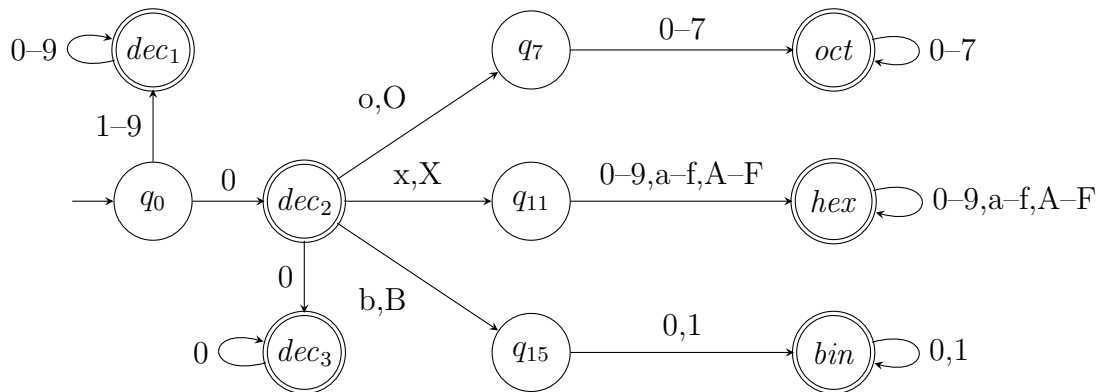 0–9
dec₁
q₇
0–7
oct
0–7
1–9
o,O
q₀
0
dec₂
x,X
q₁₁
0–9,a–f,A–F
hex
0–9,a–f,A–F
0
b,B
0
dec₃
q₁₅
0,1
bin
0,1